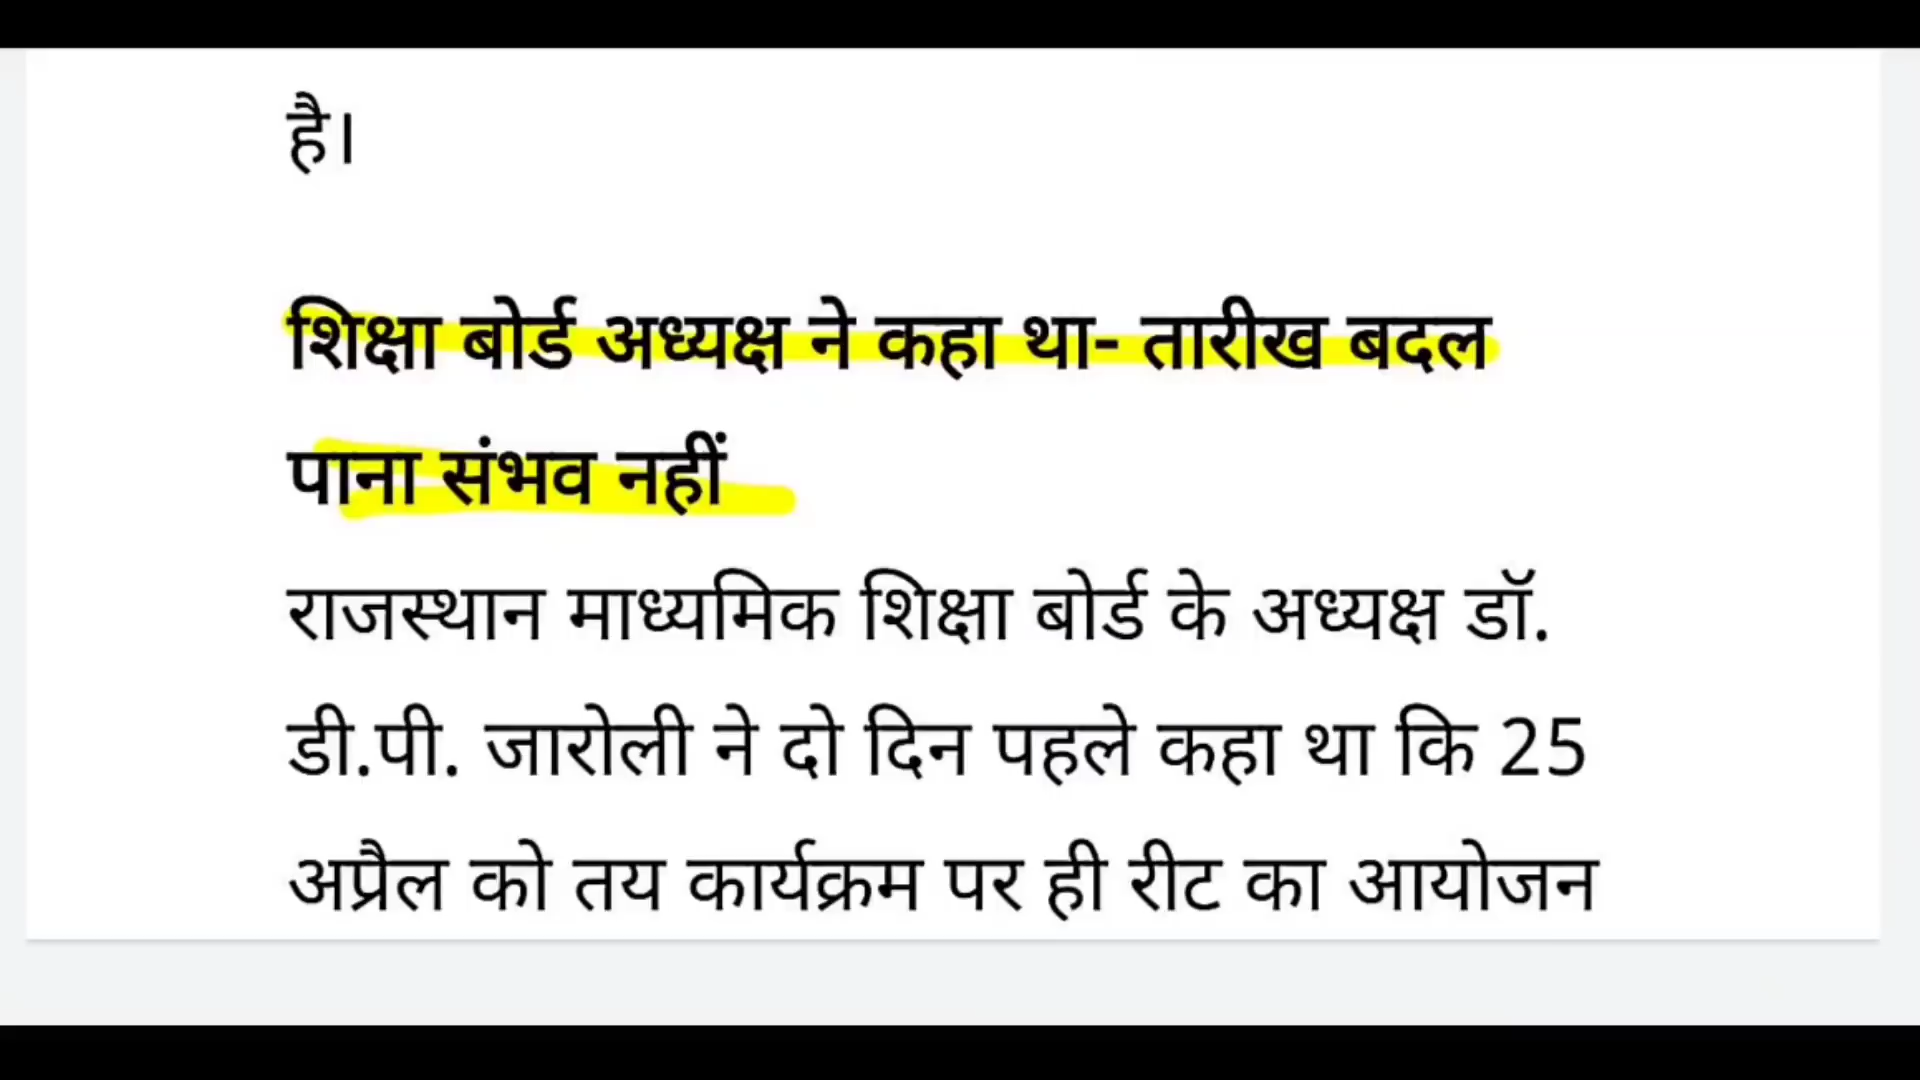 है।
शिक्षा बोर्ड अध्यक्ष ने कहा था- तारीख बदल
पाना संभव नहीं
राजस्थान माध्यमिक शिक्षा बोर्ड के अध्यक्ष डॉ.
डी.पी. जारोली ने दो दिन पहले कहा था कि 25
अप्रैल को तय कार्यक्रम पर ही रीट का आयोजन